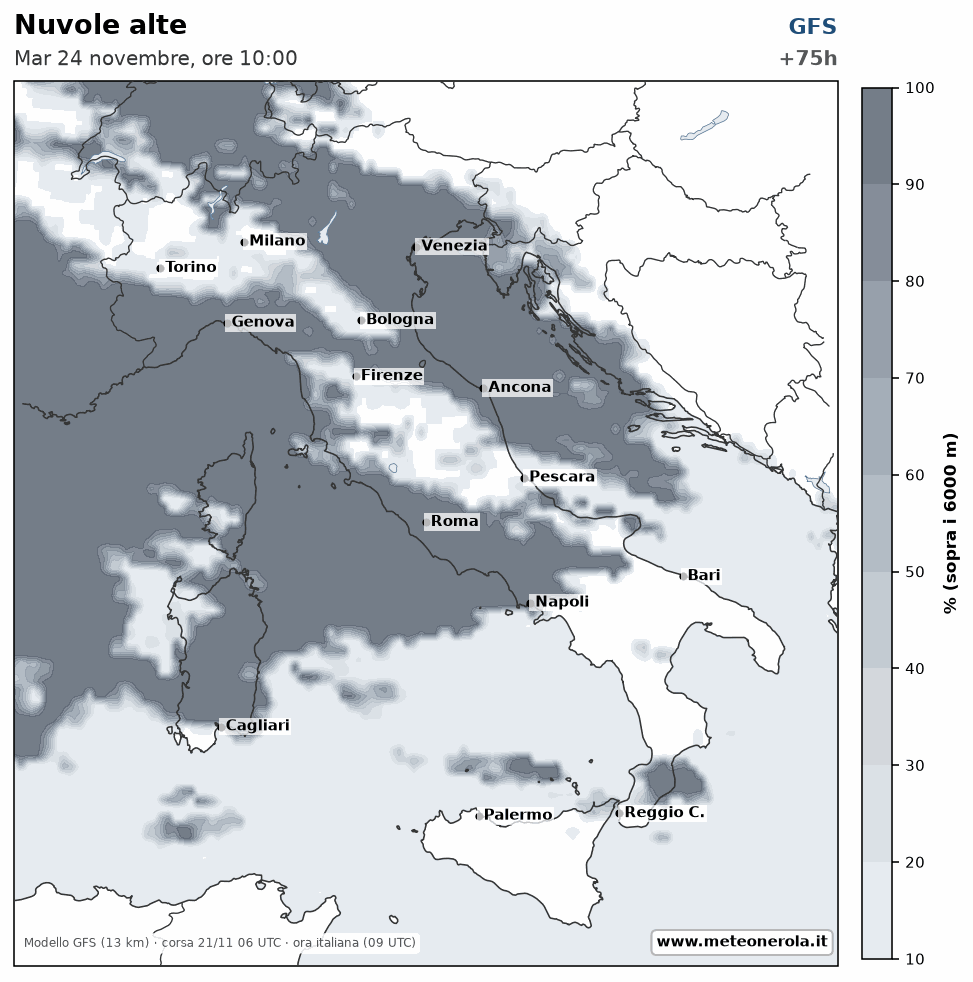 Nuvole alte
GFS
Mar 24 novembre, ore 10:00
+75h
100
90
80
70
60
50
40
30
20
10
% (sopra i 6000 m)
Milano
Venezia
Torino
Genova
Bologna
Firenze
Ancona
Pescara
Roma
Bari
Napoli
Cagliari
Palermo
Reggio C.
Modello GFS (13 km) · corsa 21/11 06 UTC · ora italiana (09 UTC)
www.meteonerola.it